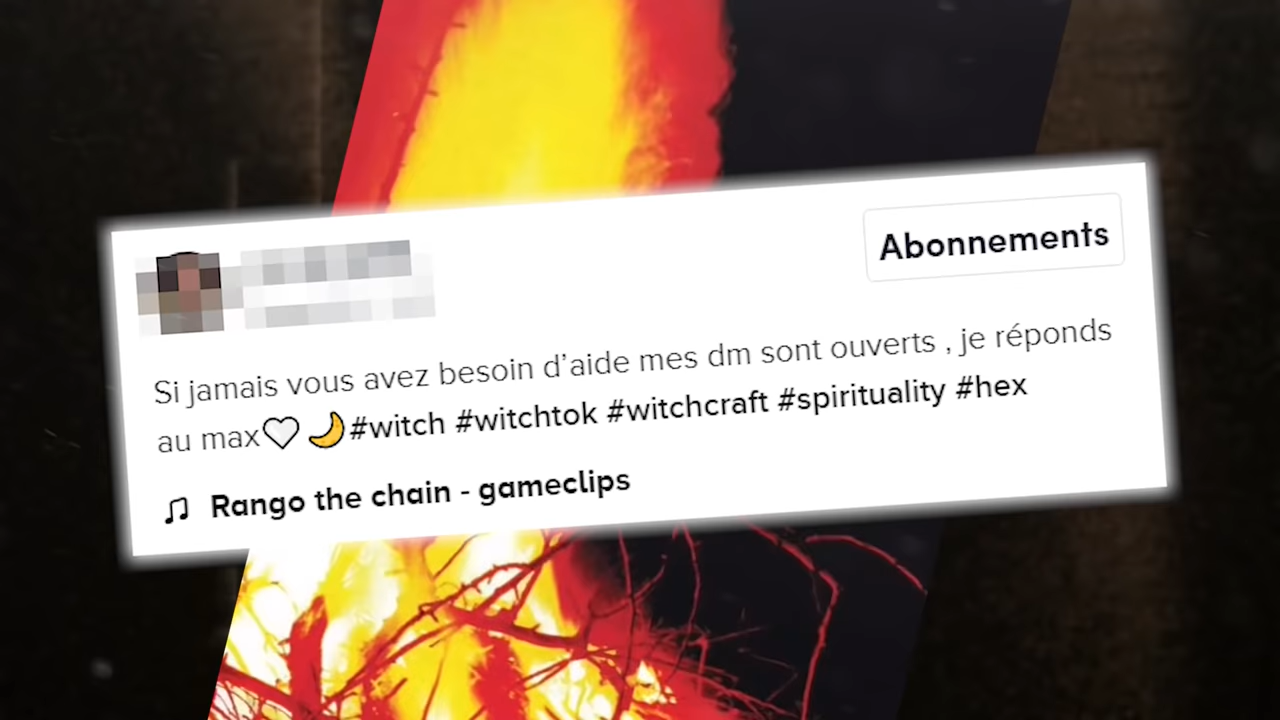 Abonnements
Si jamais vous avez besoin d’aide mes dm sont ouverts , je réponds
au max🤍 🌙#witch #witchtok #witchcraft #spirituality #hex
Rango the chain - gameclips